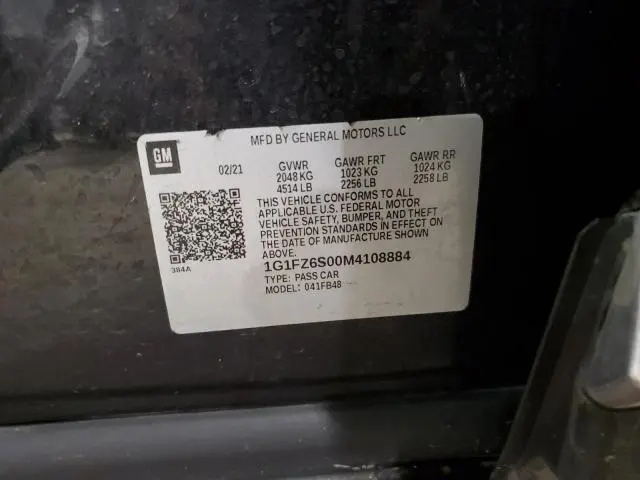 GM
MFD BY GENERAL MOTORS LLC
02/21 GVWR GAWR FRT GAWR RR
2048 KG 1023 KG 1024 KG
4514 LB 2256 LB 2258 LB
THIS VEHICLE CONFORMS TO ALL
APPLICABLE U.S. FEDERAL MOTOR
VEHICLE SAFETY, BUMPER, AND THEFT
PREVENTION STANDARDS IN EFFECT ON
THE DATE OF MANUFACTURE SHOWN
ABOVE.
384A
1G1FZ6S00M4108884
TYPE: PASS CAR
MODEL: 041FB48